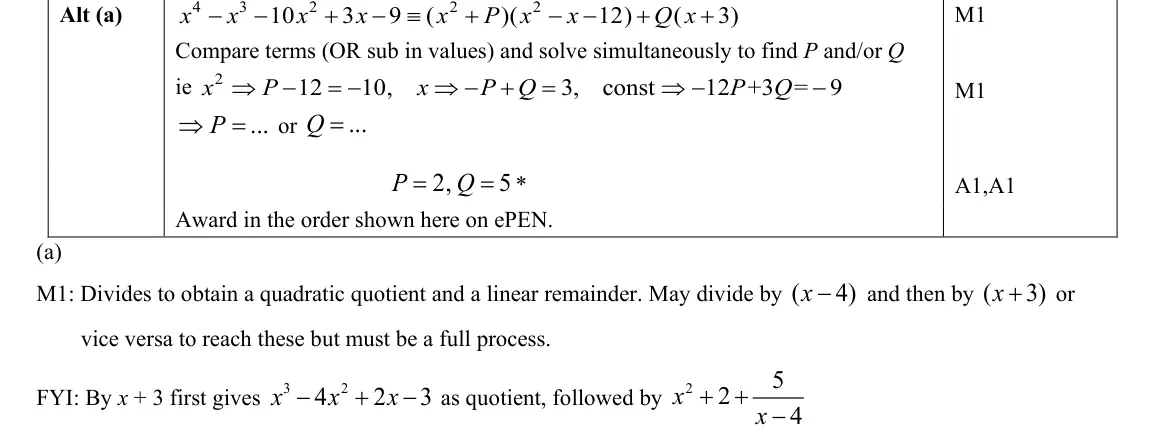 Alt (a) x⁴ − x³ − 10x² + 3x − 9 ≡ (x² + P)(x² − x − 12) + Q(x + 3) M1
Compare terms (OR sub in values) and solve simultaneously to find P and/or Q
ie x² ⇒ P − 12 = −10, x ⇒ −P + Q = 3, const ⇒ −12P+3Q= − 9 M1
⇒ P = ... or Q = ...
P = 2, Q = 5 * A1,A1
Award in the order shown here on ePEN.
(a)
M1: Divides to obtain a quadratic quotient and a linear remainder. May divide by (x − 4) and then by (x + 3) or
vice versa to reach these but must be a full process.
FYI: By x + 3 first gives x³ − 4x² + 2x − 3 as quotient, followed by x² + 2 + 5/(x − 4)